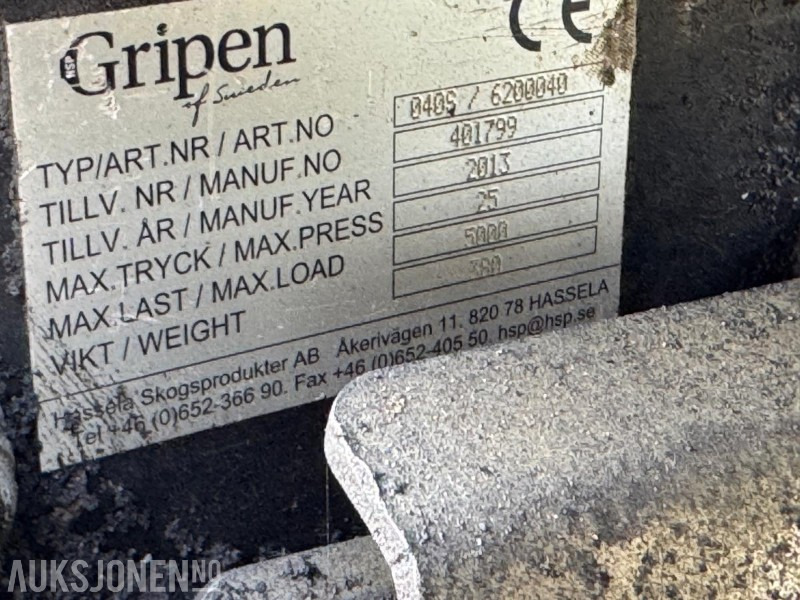 HSP Gripen
of Sweden
CE
TYP/ART.NR / ART.NO 040S / 6200040
TILLV. NR / MANUF.NO 401799
TILLV. ÅR / MANUF.YEAR 2013
MAX.TRYCK / MAX.PRESS 25
MAX.LAST / MAX.LOAD 5000
VIKT / WEIGHT 380
Hassela Skogsprodukter AB Åkerivägen 11. 820 78 HASSELA
Tel +46 (0)652-366 90. Fax +46 (0)652-405 50. hsp@hsp.se
AUKSJONEN.NO